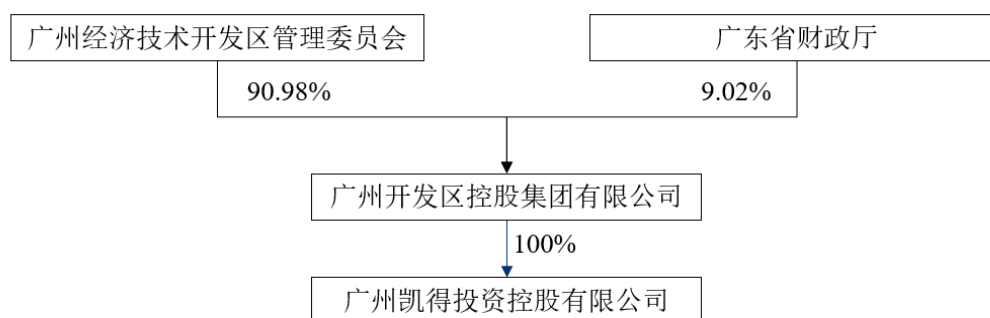 广州经济技术开发区管理委员会
广东省财政厅
90.98%
9.02%
广州开发区控股集团有限公司
100%
广州凯得投资控股有限公司